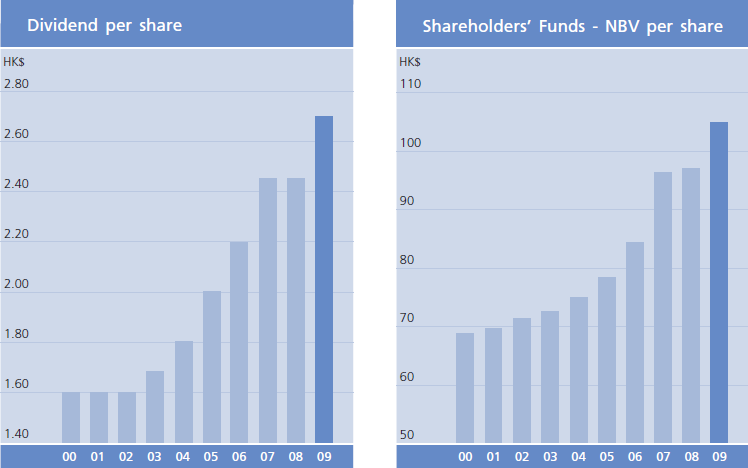 Dividend per share
HK$
2.80
2.60
2.40
2.20
2.00
1.80
1.60
1.40
00 01 02 03 04 05 06 07 08 09
Shareholders’ Funds - NBV per share
HK$
110
100
90
80
70
60
50
00 01 02 03 04 05 06 07 08 09